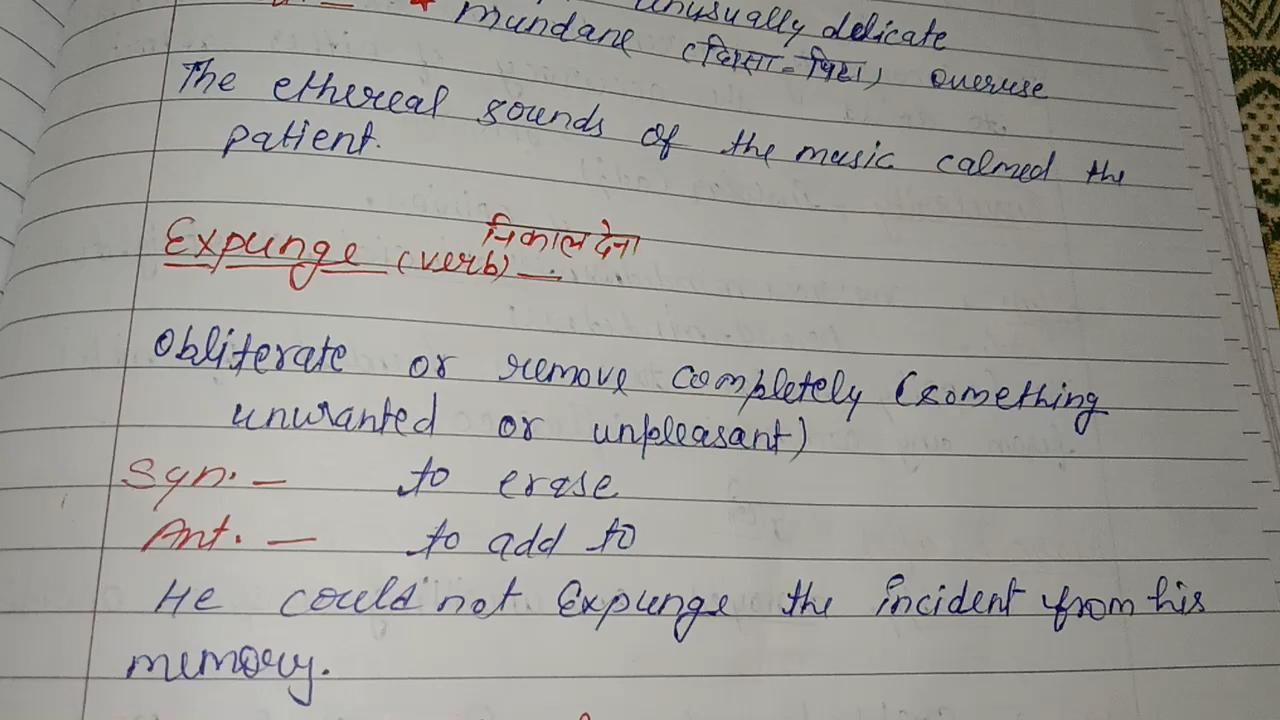 unusually delicate
mundane (घिसा-पिटा) overuse
The ethereal sounds of the music calmed the
patient.
निकाल देना
Expunge (verb) —
Obliterate or remove completely (something
unwanted or unpleasant)
Syn. — to erase
Ant. — to add to
He could not Expunge the incident from his
memory.